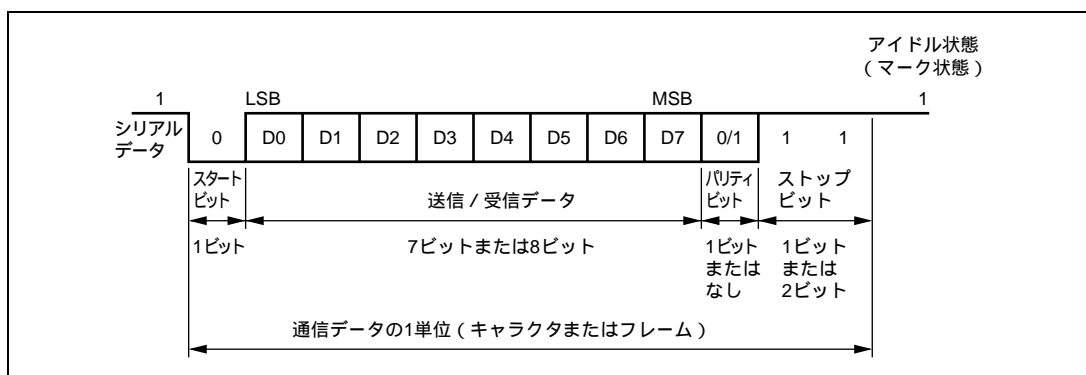 アイドル状態
(マーク状態)
1 LSB MSB 1
シリアル
データ
0 D0 D1 D2 D3 D4 D5 D6 D7 0/1 1 1
スタート
ビット
送信/受信データ
パリティ
ビット
ストップ
ビット
1ビット
7ビットまたは8ビット
1ビット
または
なし
1ビット
または
2ビット
通信データの1単位(キャラクタまたはフレーム)